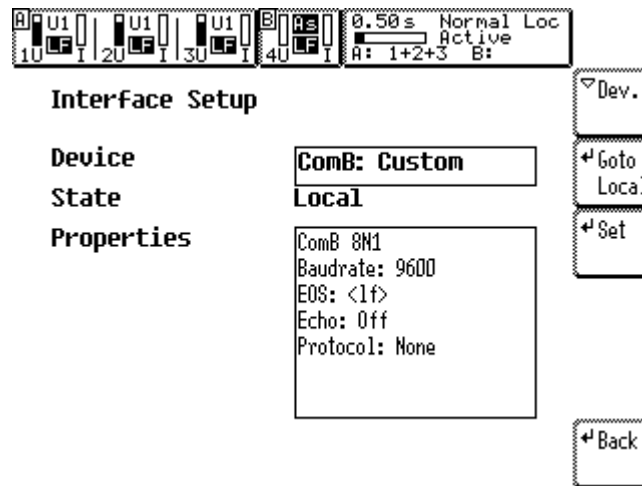 A U1 U1 U1 B As 0.50 s Normal Loc
LF LF LF LF Active
1U I 2U I 3U I 4U I A: 1+2+3 B:
Interface Setup
Dev.
Device ComB: Custom
Goto
Local
State Local
Properties
Set
ComB 8N1
Baudrate: 9600
EOS: <lf>
Echo: Off
Protocol: None
Back